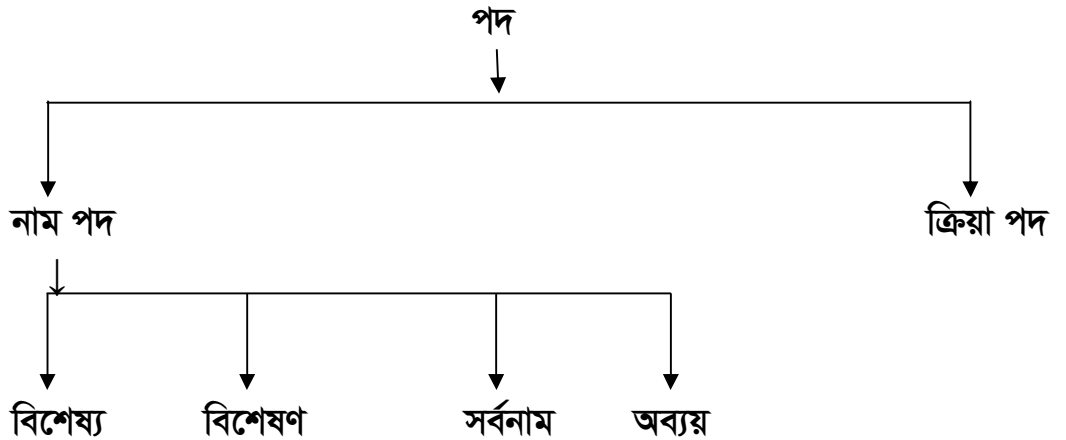 পদ
নাম পদ ক্রিয়া পদ
বিশেষ্য বিশেষণ সর্বনাম অব্যয়